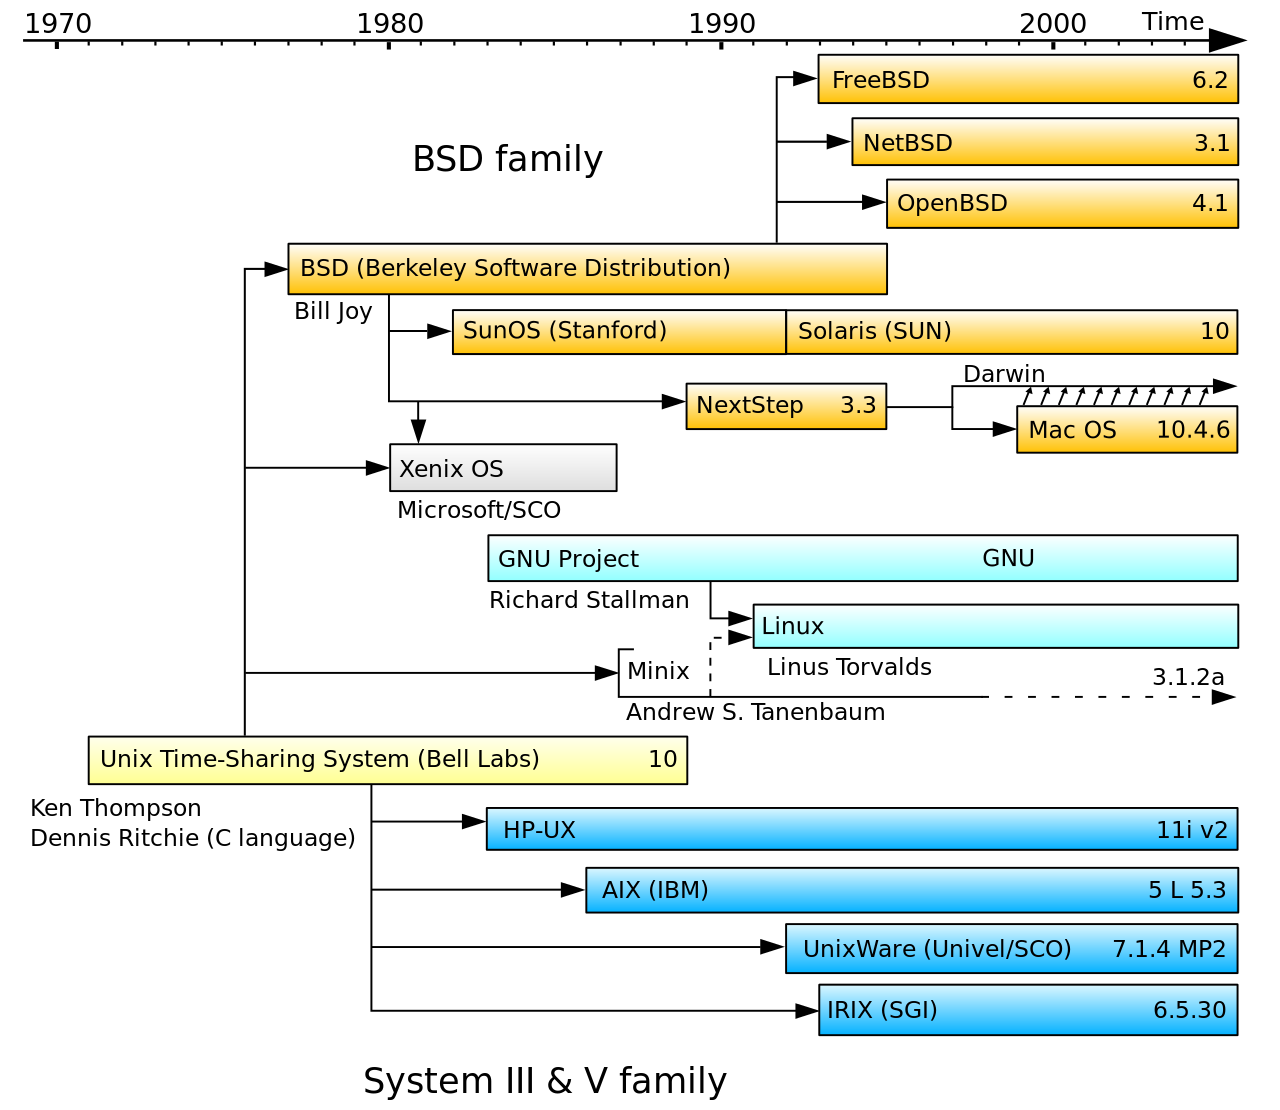 1970 1980 1990 2000 Time
FreeBSD 6.2
NetBSD 3.1
BSD family
OpenBSD 4.1
BSD (Berkeley Software Distribution)
Bill Joy
SunOS (Stanford) Solaris (SUN) 10
Darwin
NextStep 3.3
Mac OS 10.4.6
Xenix OS
Microsoft/SCO
GNU Project GNU
Richard Stallman
Linux
Linus Torvalds
Minix 3.1.2a
Andrew S. Tanenbaum
Unix Time-Sharing System (Bell Labs) 10
Ken Thompson
Dennis Ritchie (C language)
HP-UX 11i v2
AIX (IBM) 5 L 5.3
UnixWare (Univel/SCO) 7.1.4 MP2
IRIX (SGI) 6.5.30
System III & V family